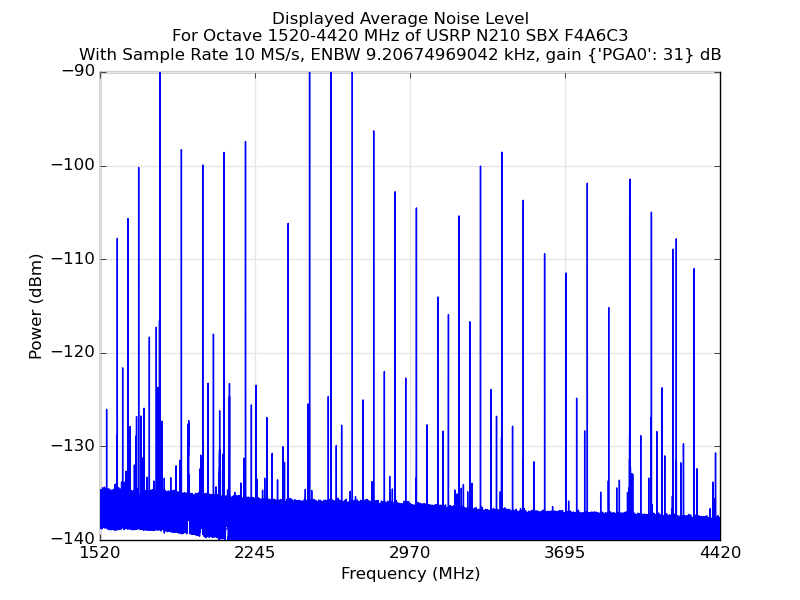 Displayed Average Noise Level
For Octave 1520-4420 MHz of USRP N210 SBX F4A6C3
With Sample Rate 10 MS/s, ENBW 9.20674969042 kHz, gain {'PGA0': 31} dB
−90
−100
−110
−120
−130
−140
Power (dBm)
1520 2245 2970 3695 4420
Frequency (MHz)